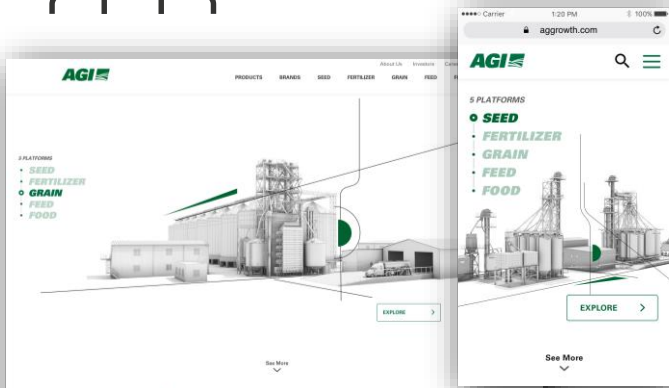 AGI
About Us Investors
PRODUCTS BRANDS SEED FERTILIZER GRAIN FEED
5 PLATFORMS
SEED
FERTILIZER
GRAIN
FEED
FOOD
EXPLORE >
See More
Carrier 1:20 PM 100%
aggrowth.com
AGI
5 PLATFORMS
SEED
FERTILIZER
GRAIN
FEED
FOOD
EXPLORE >
See More